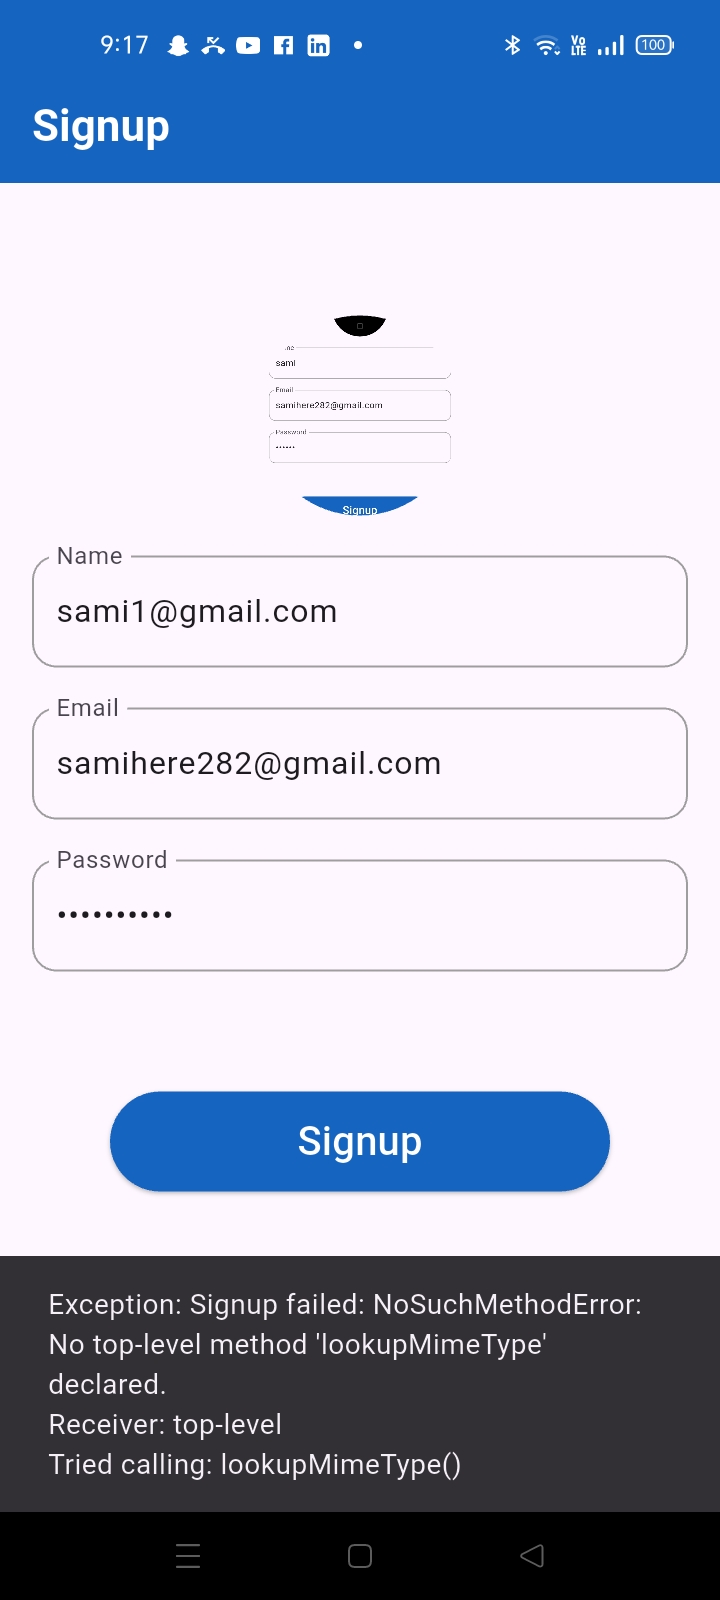 9:17
Vo
LTE
100
Signup
sami
Email
samihere282@gmail.com
Password
••••••
Signup
Name
sami1@gmail.com
Email
samihere282@gmail.com
Password
••••••••••
Signup
Exception: Signup failed: NoSuchMethodError:
No top-level method 'lookupMimeType'
declared.
Receiver: top-level
Tried calling: lookupMimeType()